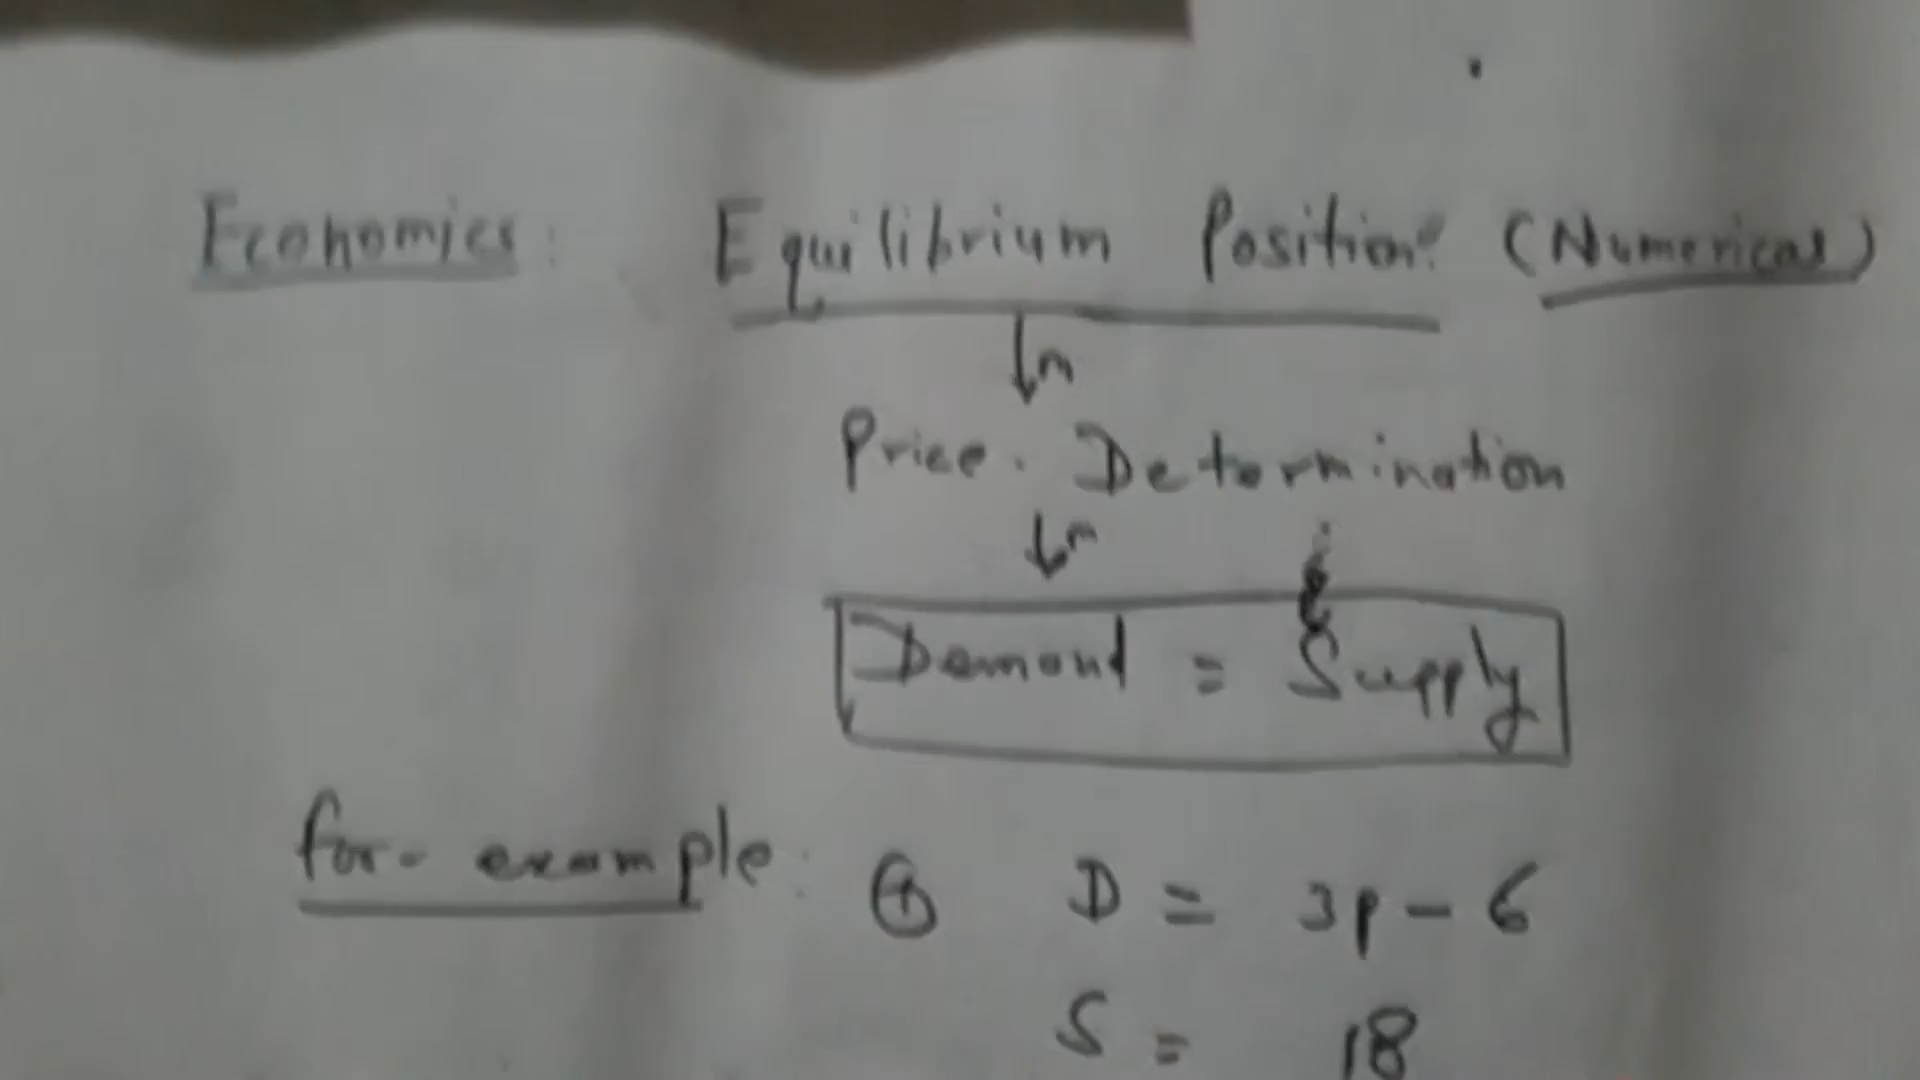 Economics: Equilibrium Position: (Numerical)
Price. Determination
Demand = Supply
for- example: ① D = 3p - 6
S = 18